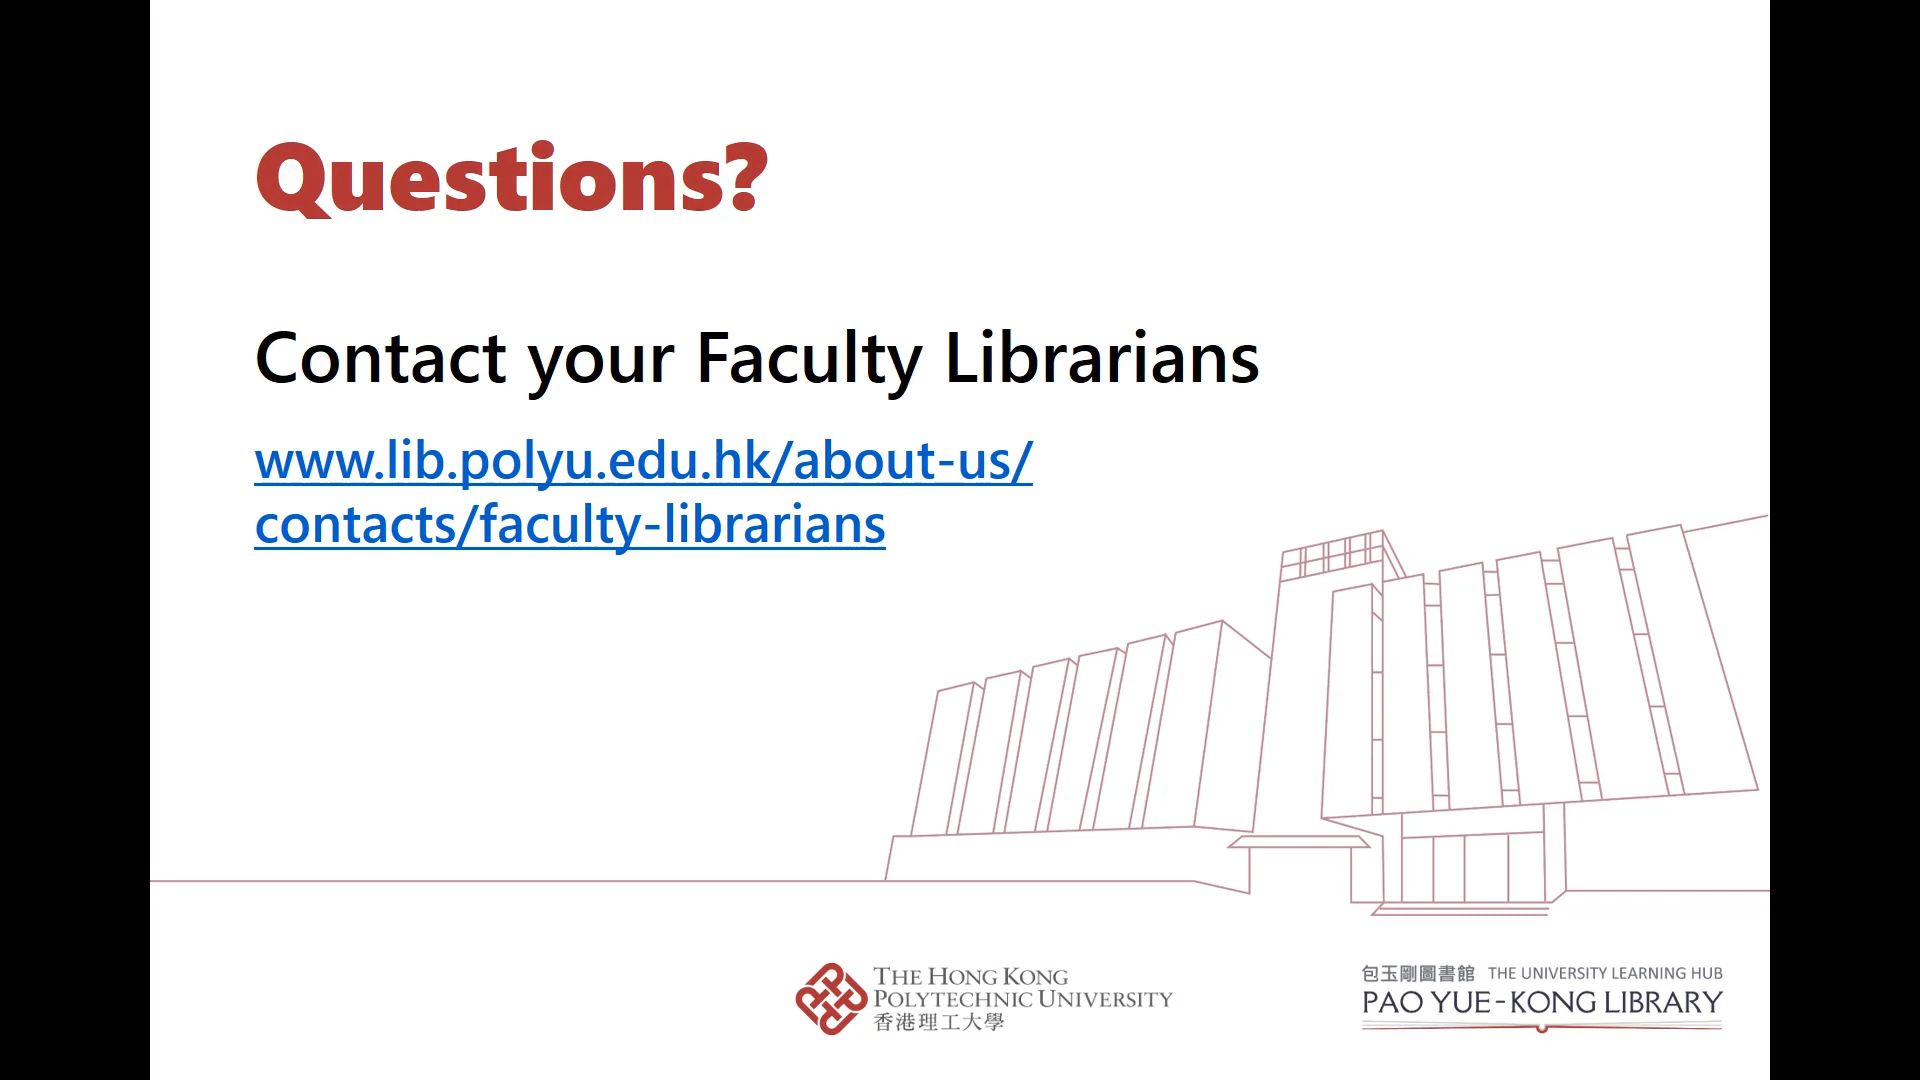 Questions?
Contact your Faculty Librarians
www.lib.polyu.edu.hk/about-us/
contacts/faculty-librarians
THE HONG KONG
POLYTECHNIC UNIVERSITY
香港理工大學
包玉剛圖書館 THE UNIVERSITY LEARNING HUB
PAO YUE-KONG LIBRARY